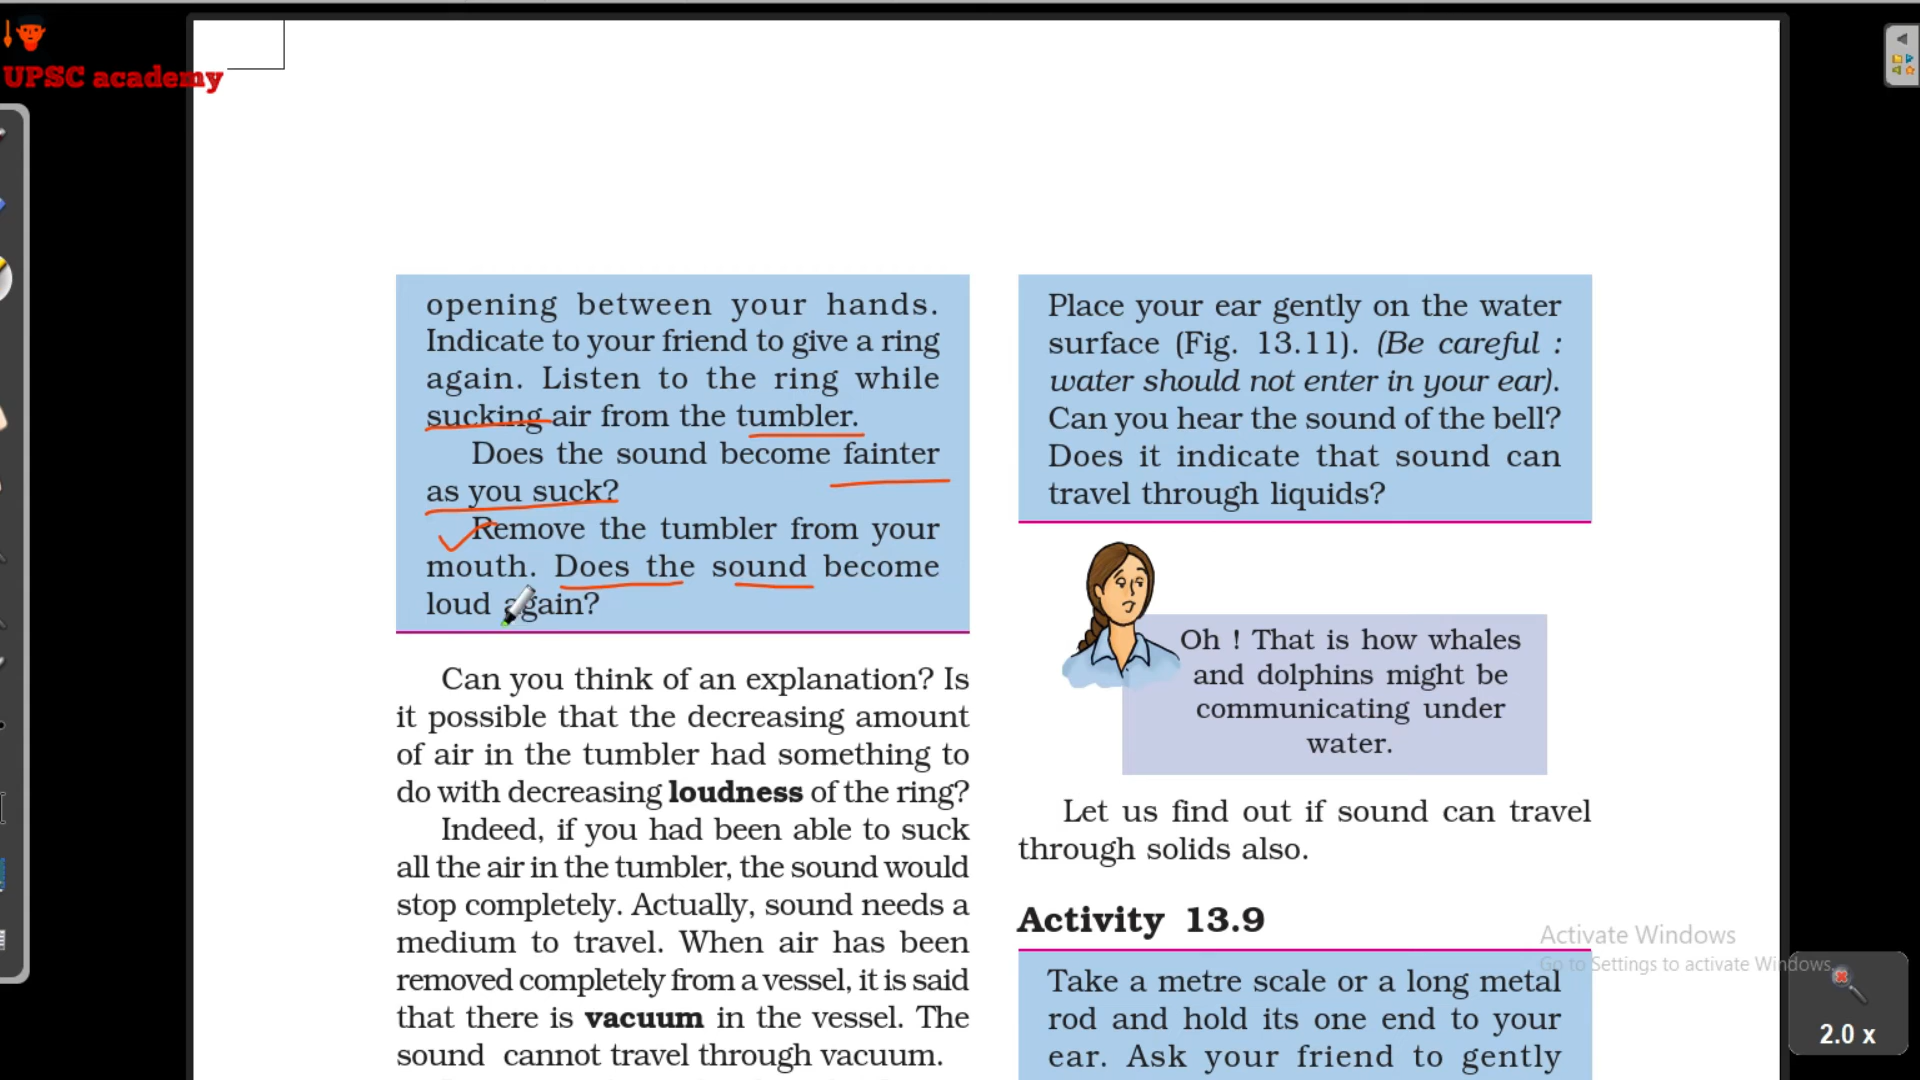 UPSC academy
opening between your hands.
Indicate to your friend to give a ring
again. Listen to the ring while
sucking air from the tumbler.
Does the sound become fainter
as you suck?
Remove the tumbler from your
mouth. Does the sound become
loud again?
Can you think of an explanation? Is
it possible that the decreasing amount
of air in the tumbler had something to
do with decreasing loudness of the ring?
Indeed, if you had been able to suck
all the air in the tumbler, the sound would
stop completely. Actually, sound needs a
medium to travel. When air has been
removed completely from a vessel, it is said
that there is vacuum in the vessel. The
sound cannot travel through vacuum.
Place your ear gently on the water
surface (Fig. 13.11). (Be careful :
water should not enter in your ear).
Can you hear the sound of the bell?
Does it indicate that sound can
travel through liquids?
Oh ! That is how whales
and dolphins might be
communicating under
water.
Let us find out if sound can travel
through solids also.
Activity 13.9
Take a metre scale or a long metal
rod and hold its one end to your
ear. Ask your friend to gently
Activate Windows
Go to Settings to activate Windows.
2.0 x